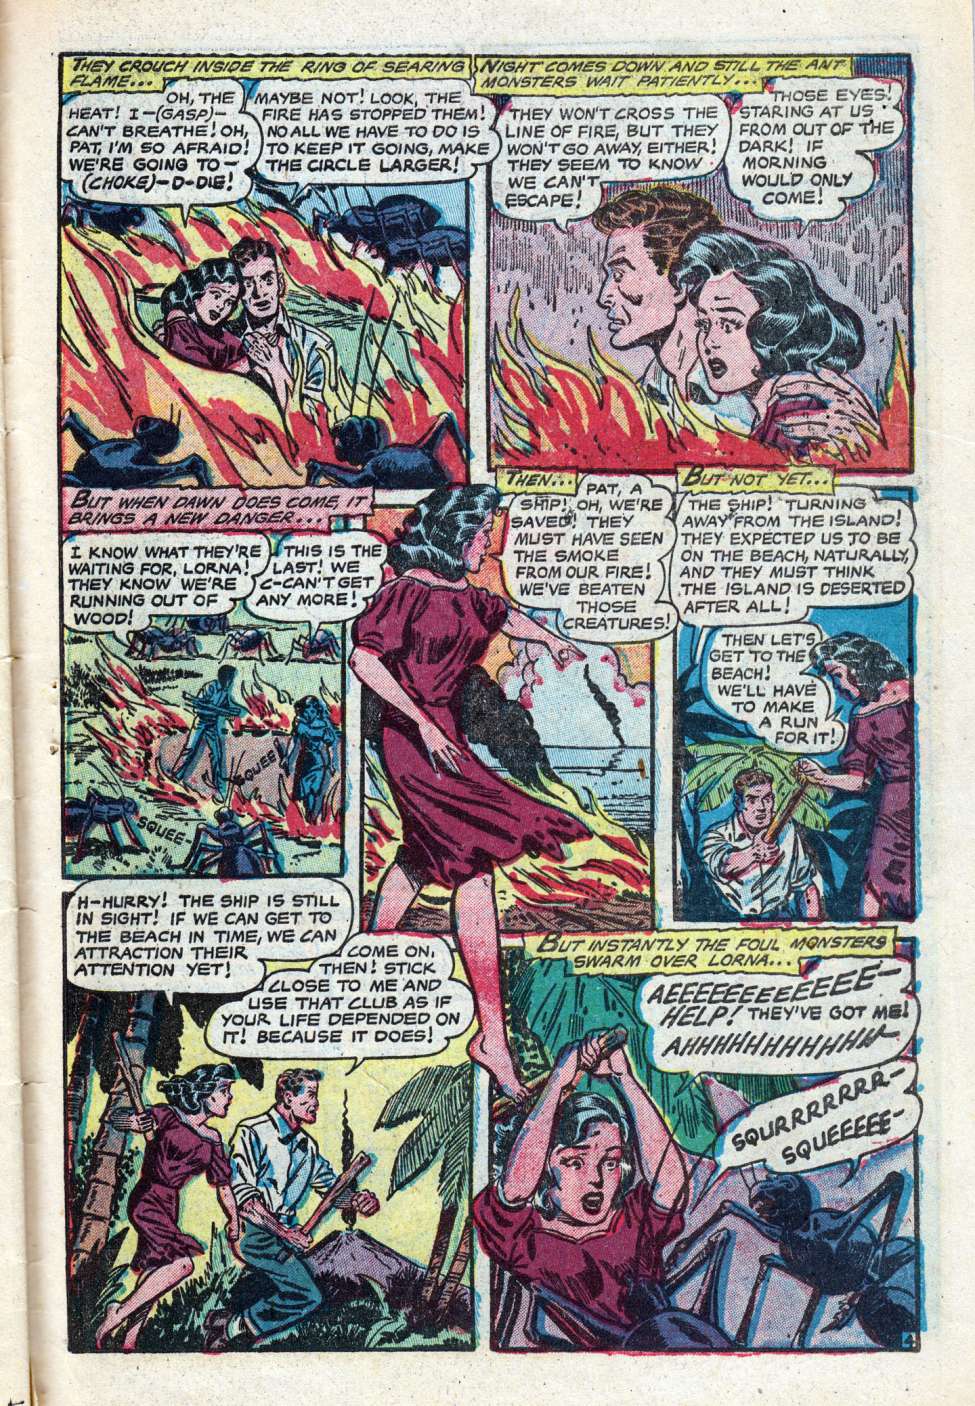 THEY CROUCH INSIDE THE RING OF SEARING
FLAME...
OH, THE
HEAT! I-(GASP)-
CAN'T BREATHE! OH,
PAT, I'M SO AFRAID!
WE'RE GOING TO-
(CHOKE)-D-DIE!
MAYBE NOT! LOOK, THE
FIRE HAS STOPPED THEM!
NO ALL WE HAVE TO DO IS
TO KEEP IT GOING, MAKE
THE CIRCLE LARGER!
NIGHT COMES DOWN AND STILL THE ANT
MONSTERS WAIT PATIENTLY...
THEY WON'T CROSS THE
LINE OF FIRE, BUT THEY
WON'T GO AWAY, EITHER!
THEY SEEM TO KNOW
WE CAN'T
ESCAPE!
THOSE EYES!
STARING AT US
FROM OUT OF THE
DARK! IF
MORNING
WOULD ONLY
COME!
BUT WHEN DAWN DOES COME, IT
BRINGS A NEW DANGER...
I KNOW WHAT THEY'RE
WAITING FOR, LORNA!
THEY KNOW WE'RE
RUNNING OUT OF
WOOD!
THIS IS THE
LAST! WE
C-CAN'T GET
ANY MORE!
SQUEE
SQUEE!
SQUEE
THEN...
PAT, A
SHIP! OH, WE'RE
SAVED! THEY
MUST HAVE SEEN
THE SMOKE
FROM OUR FIRE!
WE'VE BEATEN
THOSE
CREATURES!
BUT NOT YET...
THE SHIP! TURNING
AWAY FROM THE ISLAND!
THEY EXPECTED US TO BE
ON THE BEACH, NATURALLY,
AND THEY MUST THINK
THE ISLAND IS DESERTED
AFTER ALL!
THEN LET'S
GET TO THE
BEACH!
WE'LL HAVE
TO MAKE
A RUN
FOR IT!
H-HURRY! THE SHIP IS STILL
IN SIGHT! IF WE CAN GET TO
THE BEACH IN TIME, WE CAN
ATTRACTION THEIR
ATTENTION YET!
COME ON,
THEN! STICK
CLOSE TO ME AND
USE THAT CLUB AS IF
YOUR LIFE DEPENDED ON
IT! BECAUSE IT DOES!
BUT INSTANTLY THE FOUL MONSTERS
SWARM OVER LORNA...
AEEEEEEEEEEEE-
HELP! THEY'VE GOT ME!
AHHHHHHHHHHHH-
SQURRRRRRR-
SQUEEEEE-
4